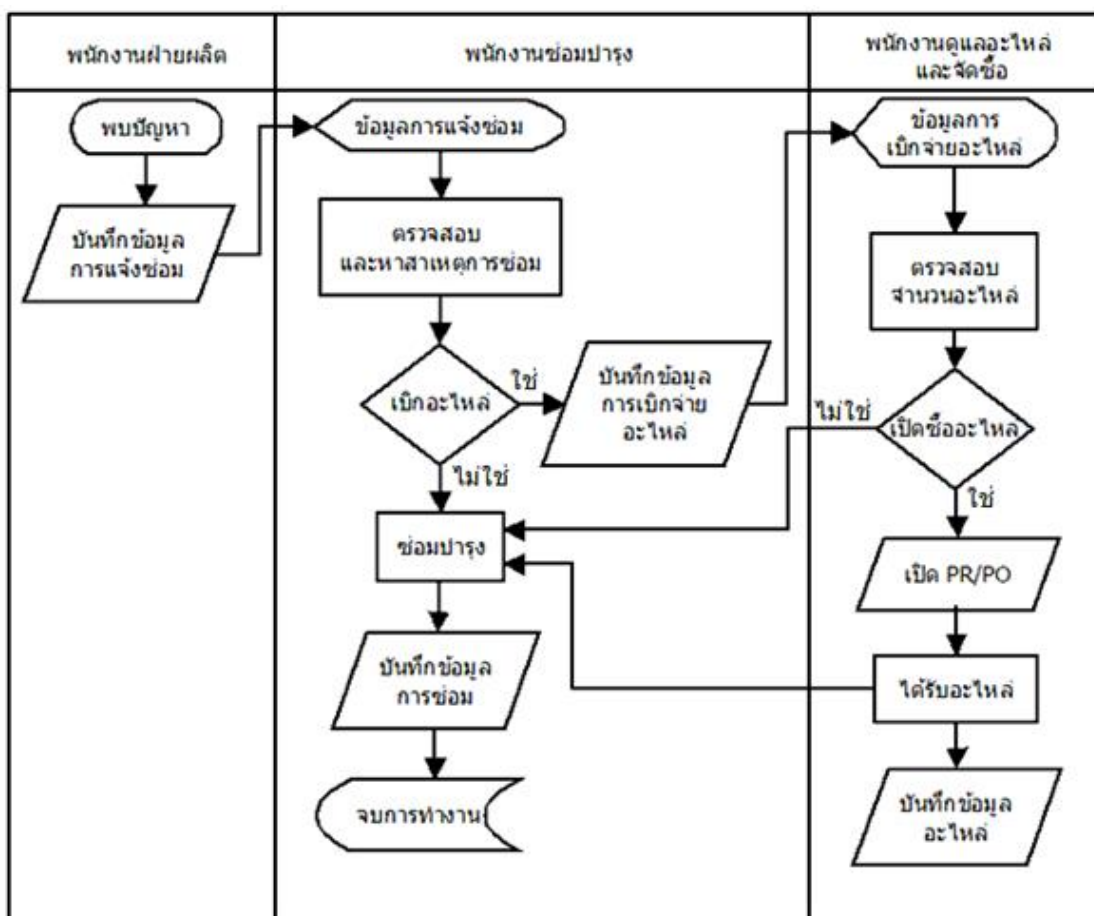 พนักงานฝ่ายผลิต
พนักงานซ่อมบำรุง
พนักงานดูแลอะไหล่
และจัดซื้อ
พบปัญหา
บันทึกข้อมูล
การแจ้งซ่อม
ข้อมูลการแจ้งซ่อม
ตรวจสอบ
และหาสาเหตุการซ่อม
เบิกอะไหล่
ใช่
บันทึกข้อมูล
การเบิกจ่าย
อะไหล่
ไม่ใช่
ซ่อมบำรุง
บันทึกข้อมูล
การซ่อม
จบการทำงาน
ข้อมูลการ
เบิกจ่ายอะไหล่
ตรวจสอบ
จำนวนอะไหล่
ไม่ใช่
เปิดซื้ออะไหล่
ใช่
เปิด PR/PO
ได้รับอะไหล่
บันทึกข้อมูล
อะไหล่